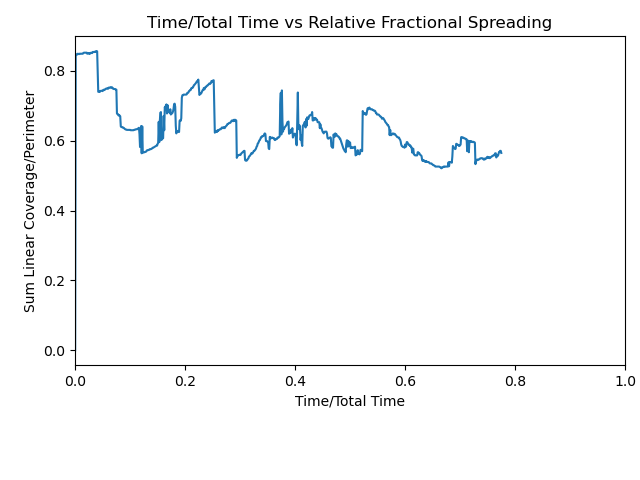 Time/Total Time vs Relative Fractional Spreading
Sum Linear Coverage/Perimeter
0.8
0.6
0.4
0.2
0.0
0.0 0.2 0.4 0.6 0.8 1.0
Time/Total Time